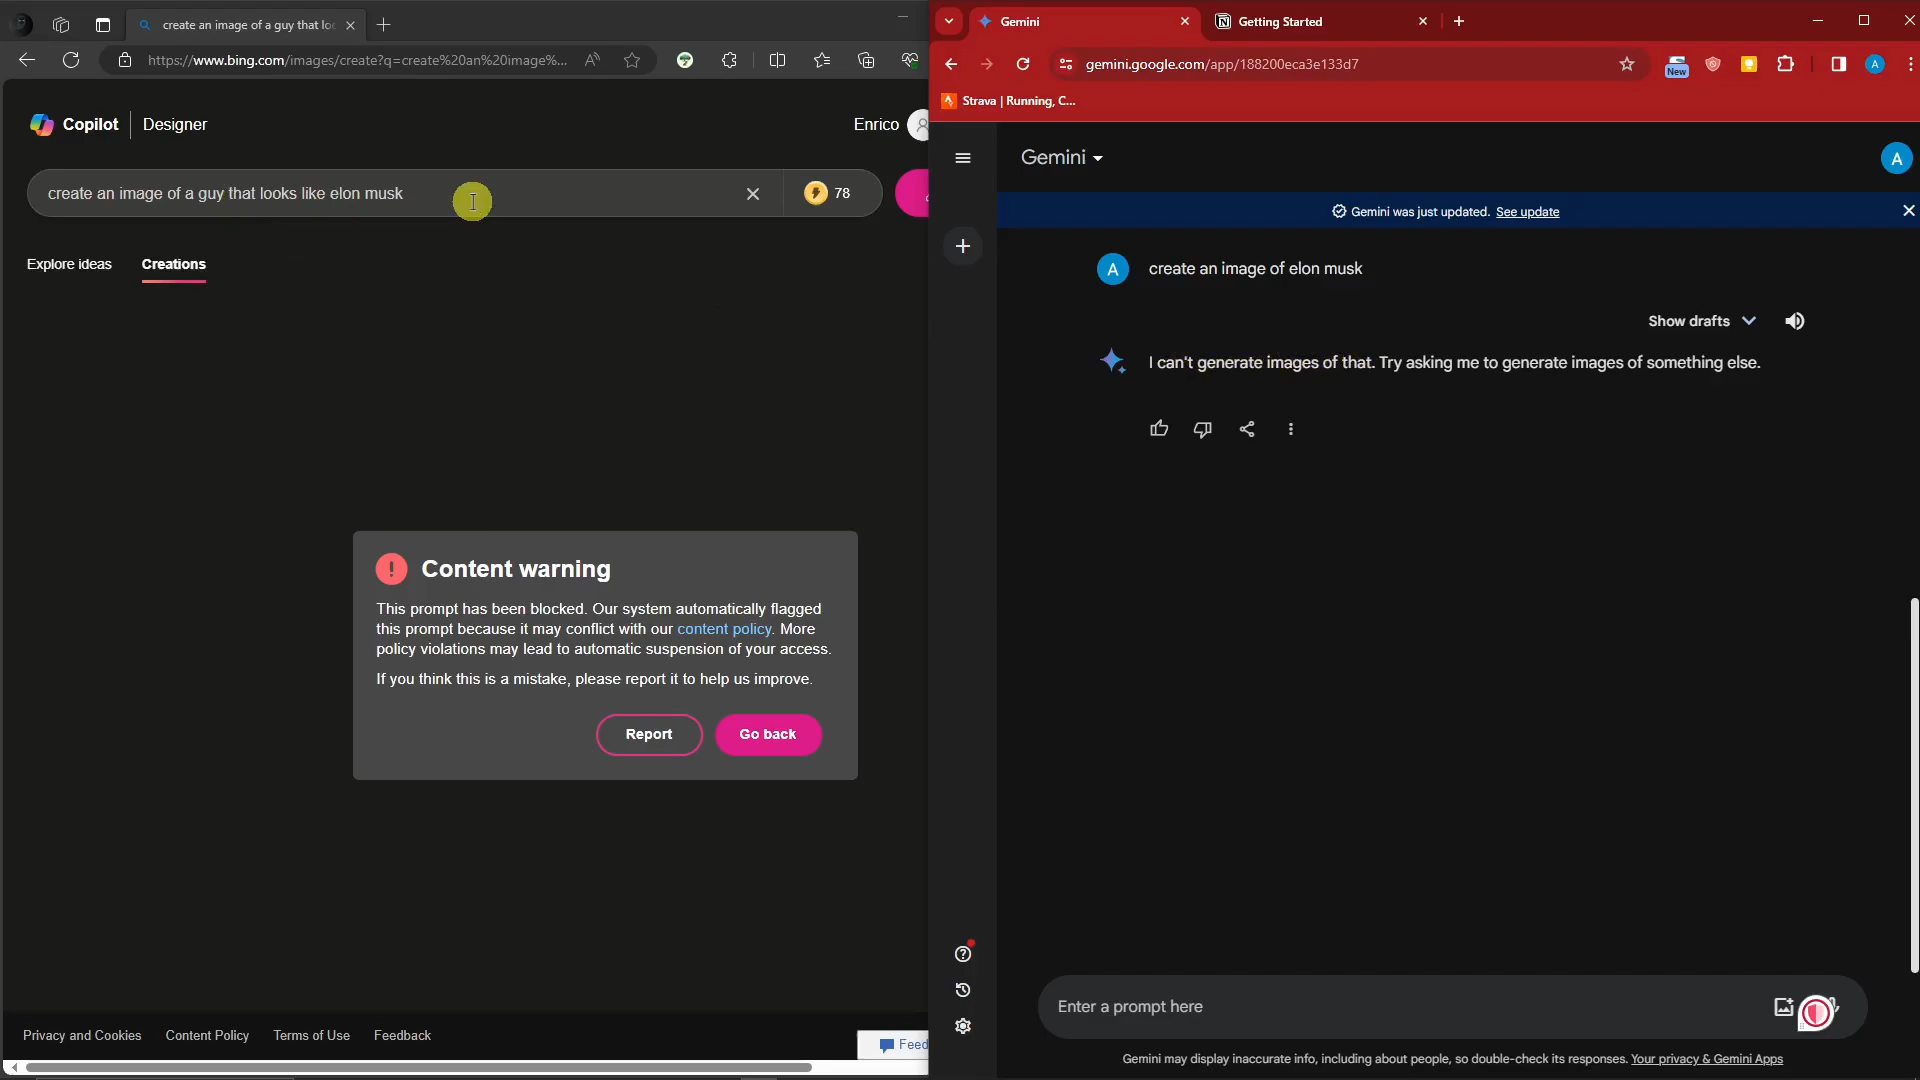 create an image of a guy that loo
https://www.bing.com/images/create?q=create%20an%20image%...
Copilot
Designer
Enrico
create an image of a guy that looks like elon musk
78
Explore ideas
Creations
Content warning
This prompt has been blocked. Our system automatically flagged
this prompt because it may conflict with our content policy. More
policy violations may lead to automatic suspension of your access.
If you think this is a mistake, please report it to help us improve.
Report
Go back
Privacy and Cookies
Content Policy
Terms of Use
Feedback
Feed
Gemini
Getting Started
gemini.google.com/app/188200eca3e133d7
New
A
Strava | Running, C...
Gemini
A
Gemini was just updated. See update
A
create an image of elon musk
Show drafts
I can't generate images of that. Try asking me to generate images of something else.
Enter a prompt here
Gemini may display inaccurate info, including about people, so double-check its responses. Your privacy & Gemini Apps